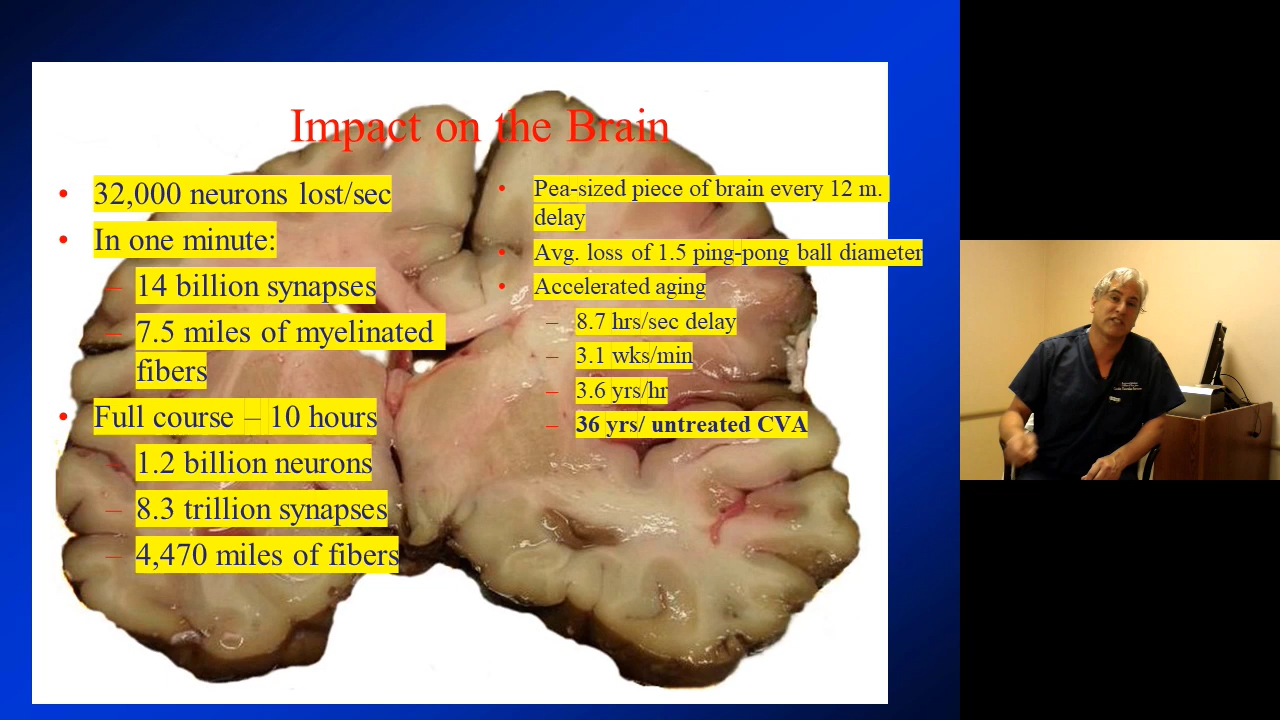 Impact on the Brain
• 32,000 neurons lost/sec
• In one minute:
– 14 billion synapses
– 7.5 miles of myelinated
fibers
• Full course – 10 hours
– 1.2 billion neurons
– 8.3 trillion synapses
– 4,470 miles of fibers
• Pea-sized piece of brain every 12 m.
delay
• Avg. loss of 1.5 ping-pong ball diameter
• Accelerated aging
– 8.7 hrs/sec delay
– 3.1 wks/min
– 3.6 yrs/hr
– 36 yrs/ untreated CVA